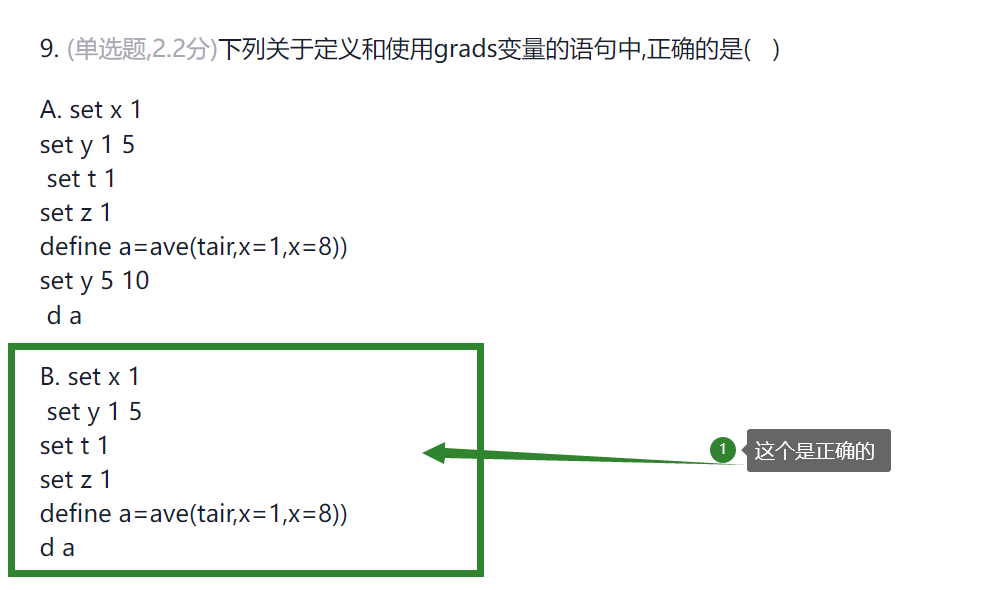 9. (单选题,2.2分)下列关于定义和使用grads变量的语句中,正确的是(   )
A. set x 1
set y 1 5
set t 1
set z 1
define a=ave(tair,x=1,x=8))
set y 5 10
d a
B. set x 1
set y 1 5
set t 1
set z 1
define a=ave(tair,x=1,x=8))
d a
1 这个是正确的